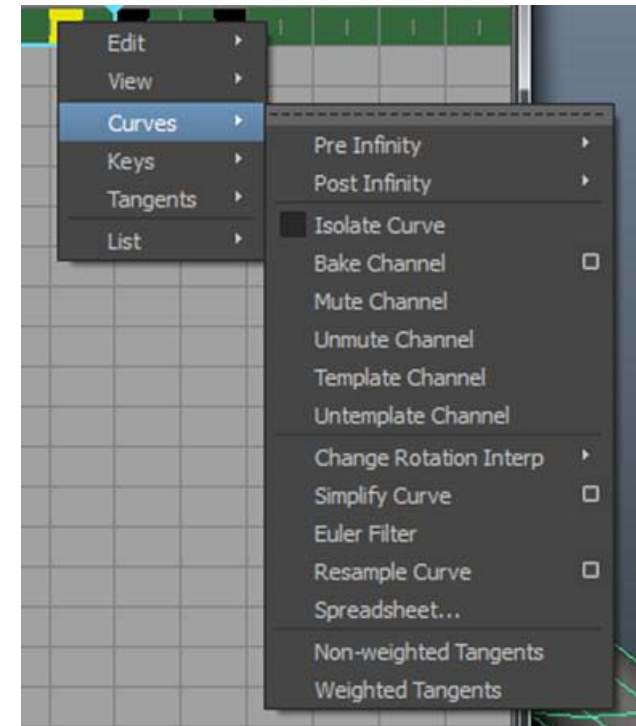 Edit
View
Curves
Keys
Tangents
List
Pre Infinity
Post Infinity
Isolate Curve
Bake Channel
Mute Channel
Unmute Channel
Template Channel
Untemplate Channel
Change Rotation Interp
Simplify Curve
Euler Filter
Resample Curve
Spreadsheet...
Non-weighted Tangents
Weighted Tangents